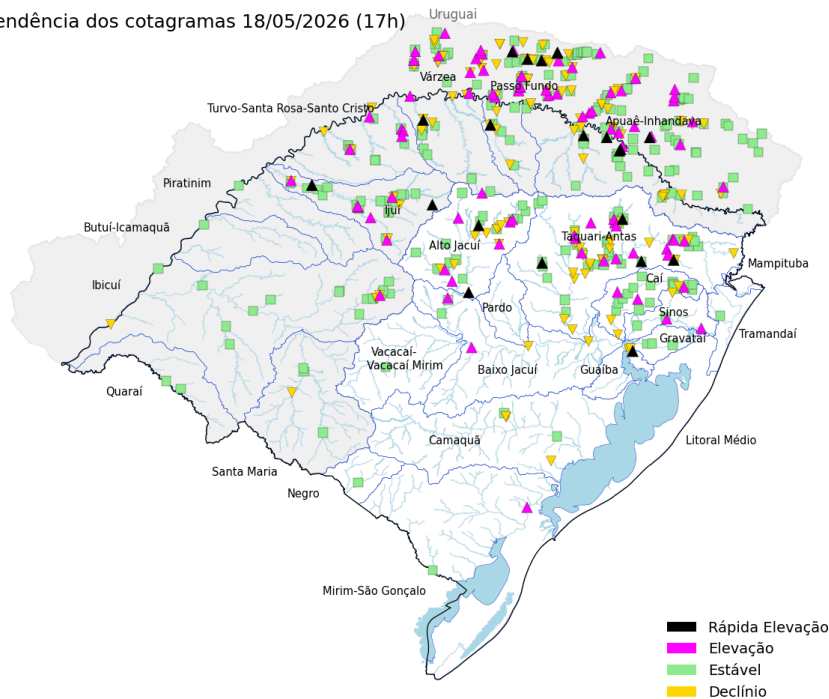 endência dos cotagramas 18/05/2026 (17h)
Uruguai
Várzea
Passo Fundo
Turvo-Santa Rosa-Santo Cristo
Apuaê-Inhandava
Piratinim
Ijuí
Butuí-Icamaquã
Alto Jacuí
Taquari-Antas
Mampituba
Ibicuí
Caí
Pardo
Sinos
Tramandaí
Gravataí
Vacacaí-
Vacacaí Mirim
Baixo Jacuí
Guaíba
Quaraí
Camaquã
Litoral Médio
Santa Maria
Negro
Mirim-São Gonçalo
Rápida Elevação
Elevação
Estável
Declínio